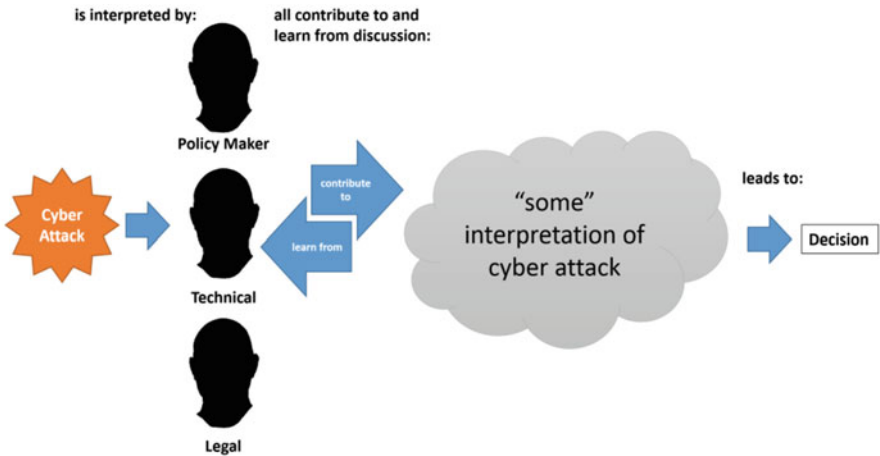 is interpreted by:
all contribute to and
learn from discussion:
Policy Maker
Cyber
Attack
Technical
Legal
contribute
to
learn from
"some"
interpretation of
cyber attack
leads to:
Decision